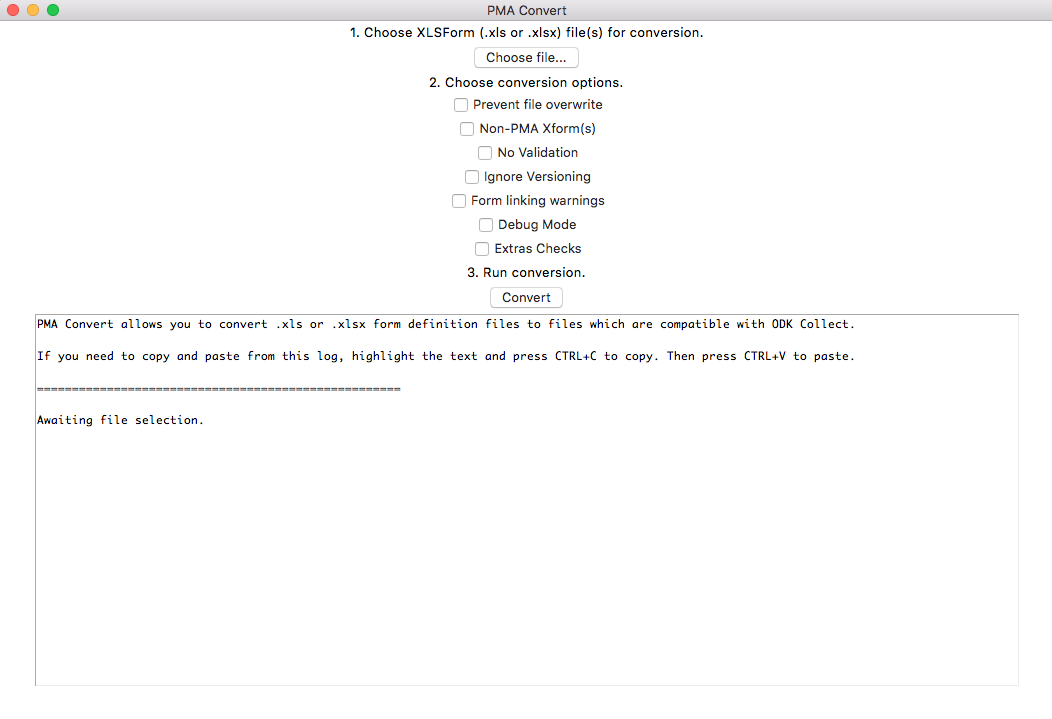 PMA Convert
1. Choose XLSForm (.xls or .xlsx) file(s) for conversion.
Choose file...
2. Choose conversion options.
Prevent file overwrite
Non-PMA Xform(s)
No Validation
Ignore Versioning
Form linking warnings
Debug Mode
Extras Checks
3. Run conversion.
Convert
PMA Convert allows you to convert .xls or .xlsx form definition files to files which are compatible with ODK Collect.
If you need to copy and paste from this log, highlight the text and press CTRL+C to copy. Then press CTRL+V to paste.
====================================================
Awaiting file selection.